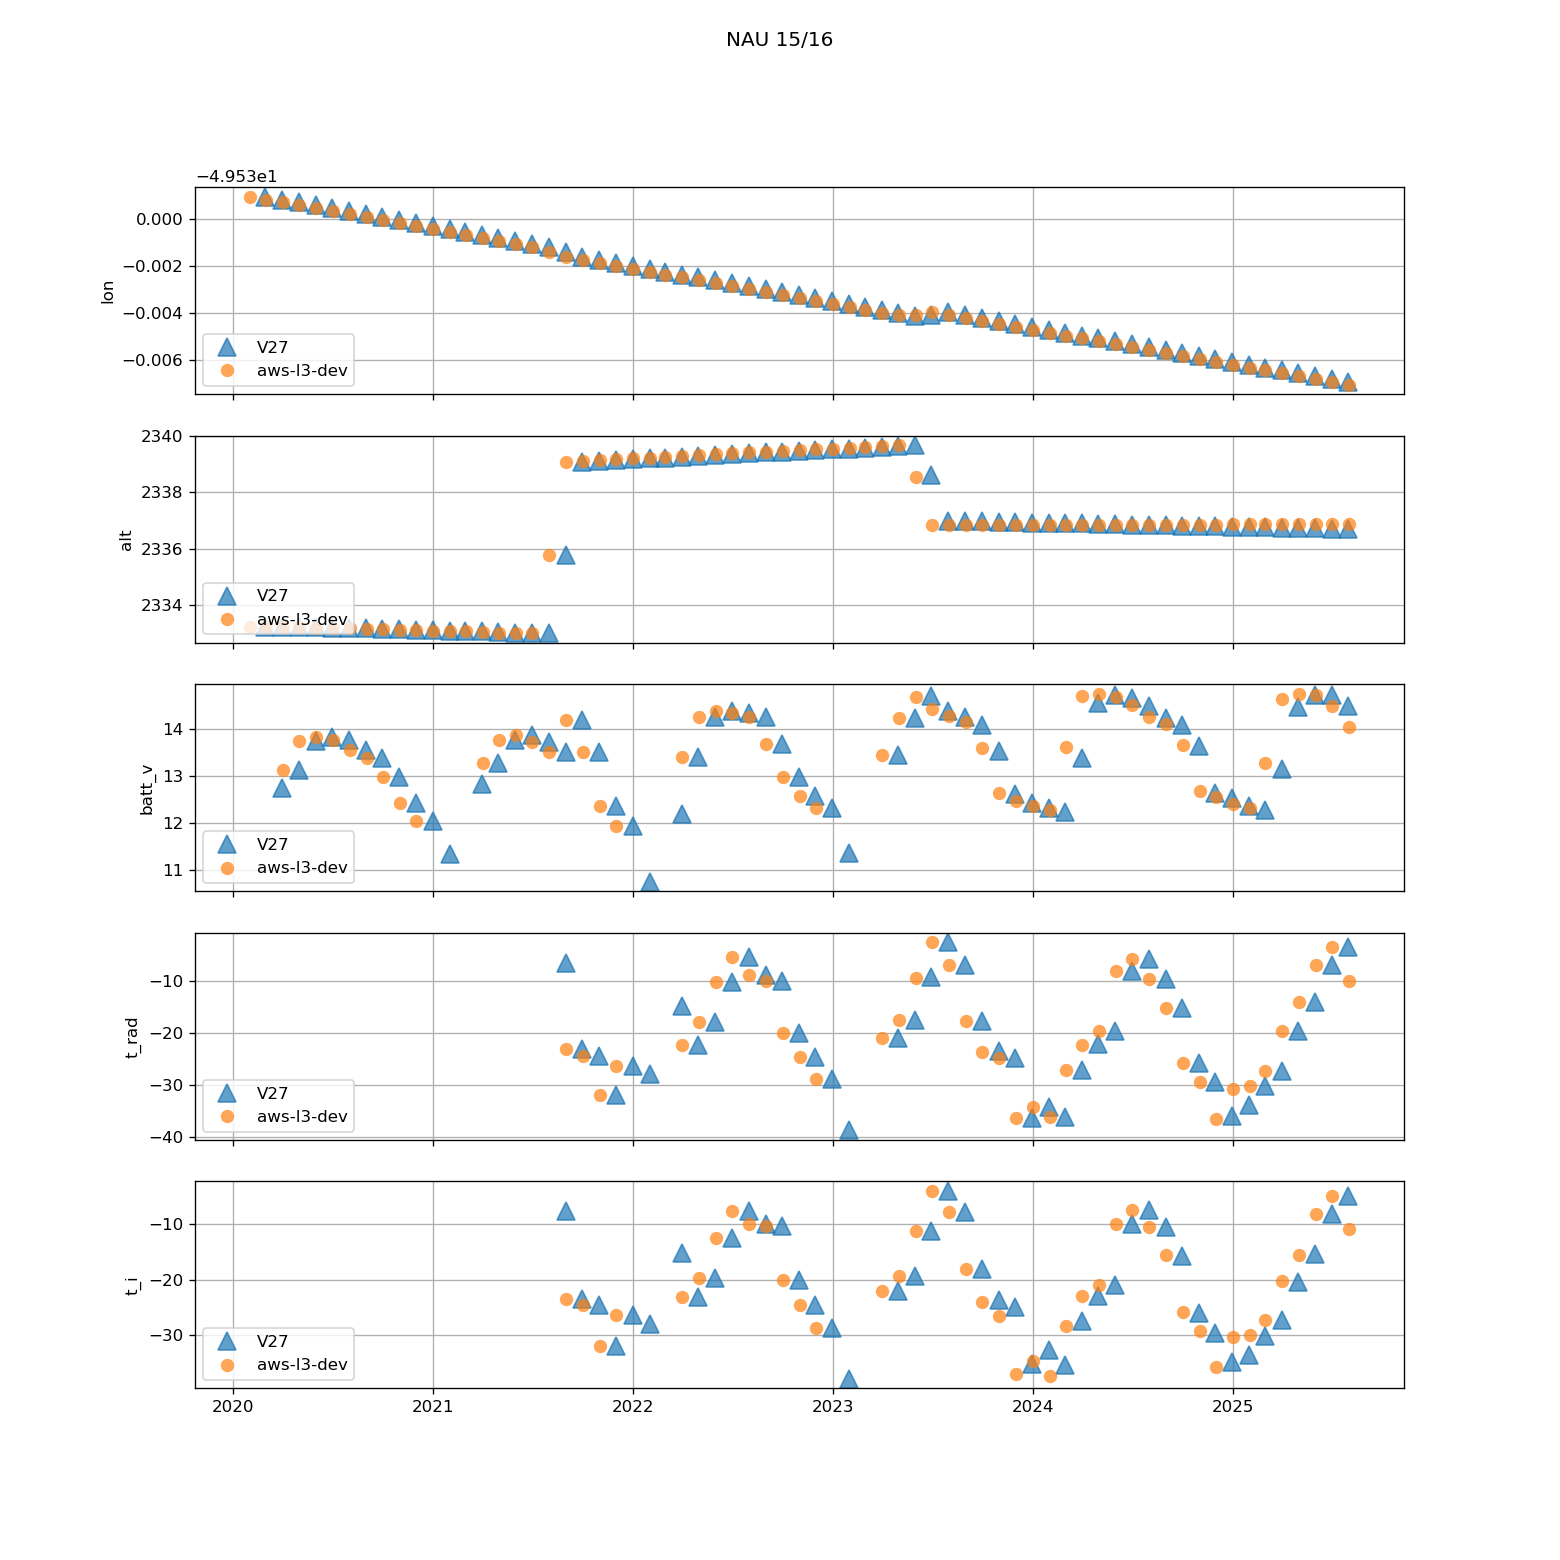 NAU 15/16
−4.953e1
0.000
−0.002
−0.004
−0.006
lon
V27
aws-l3-dev
2340
2338
2336
2334
alt
V27
aws-l3-dev
14
13
12
11
batt_v
V27
aws-l3-dev
−10
−20
−30
−40
t_rad
V27
aws-l3-dev
−10
−20
−30
t_i
V27
aws-l3-dev
2020 2021 2022 2023 2024 2025